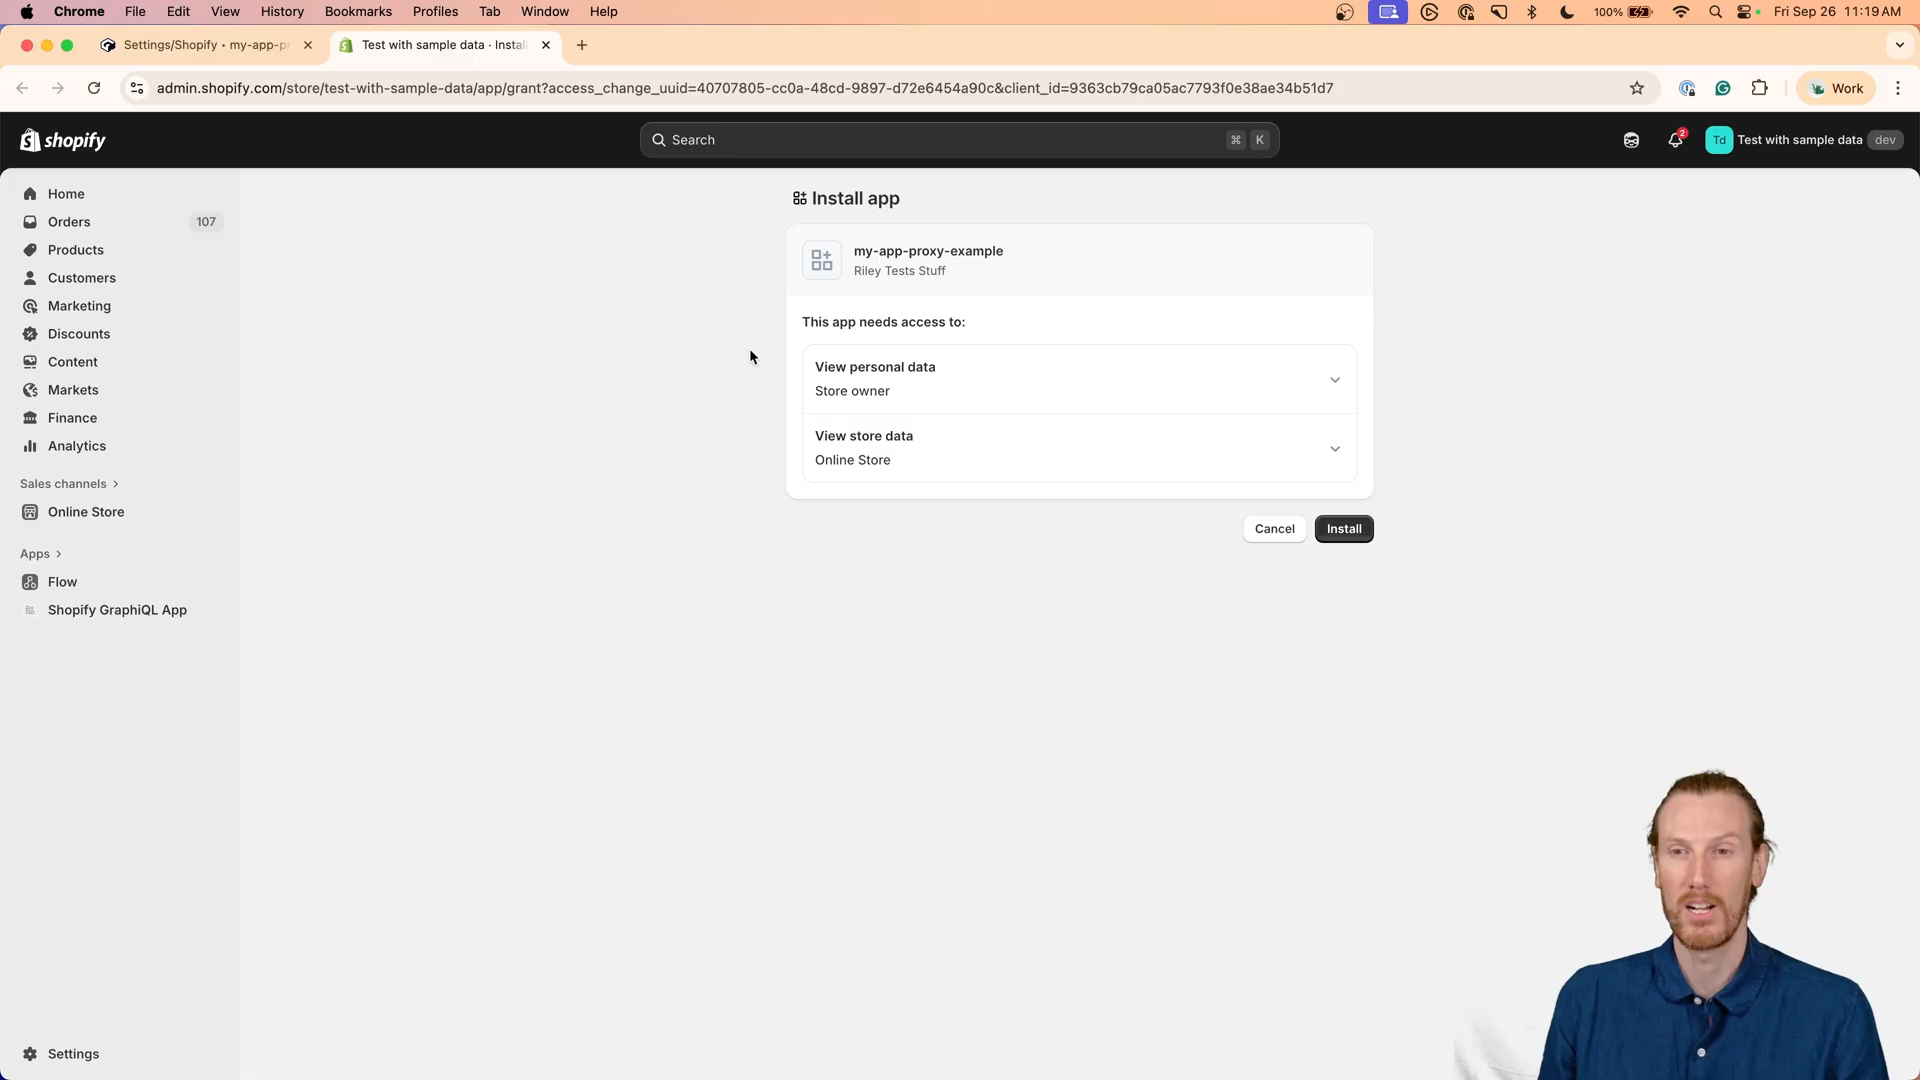 Chrome File Edit View History Bookmarks Profiles Tab Window Help
100% Fri Sep 26 11:19 AM
Settings/Shopify • my-app-pr
Test with sample data · Instal
admin.shopify.com/store/test-with-sample-data/app/grant?access_change_uuid=40707805-cc0a-48cd-9897-d72e6454a90c&client_id=9363cb79ca05ac7793f0e38ae34b51d7
Work
shopify
Search
⌘ K
2
Td Test with sample data dev
Home
Orders 107
Products
Customers
Marketing
Discounts
Content
Markets
Finance
Analytics
Sales channels
Online Store
Apps
Flow
Shopify GraphiQL App
Settings
Install app
my-app-proxy-example
Riley Tests Stuff
This app needs access to:
View personal data
Store owner
View store data
Online Store
Cancel Install